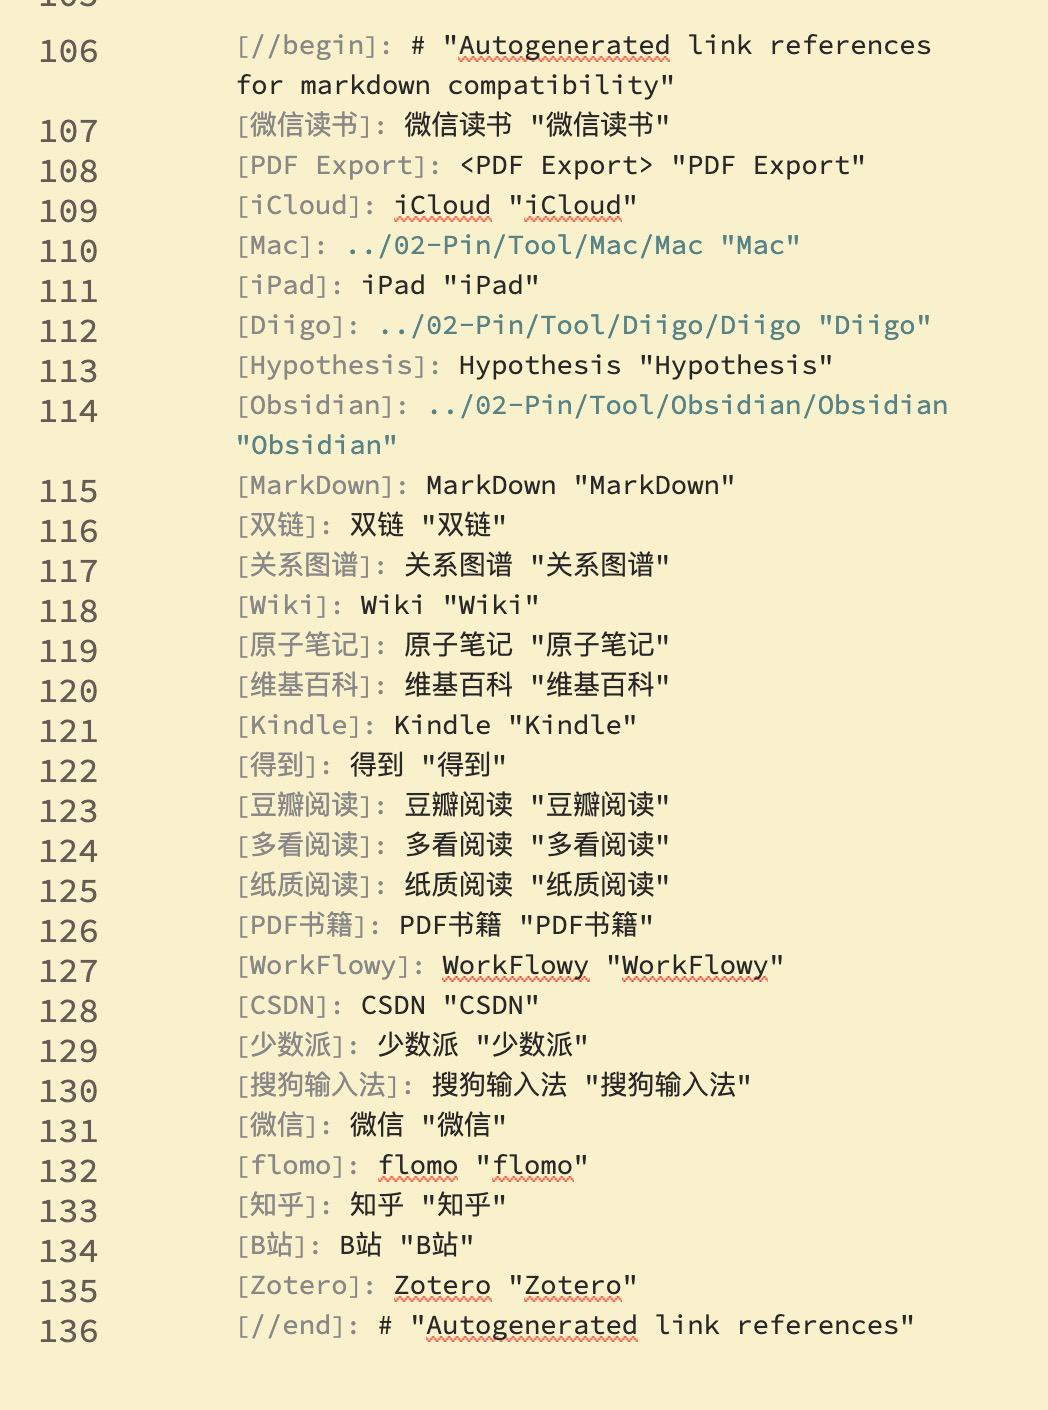 106 [//begin]: # "Autogenerated link references
for markdown compatibility"
107 [微信读书]: 微信读书 "微信读书"
108 [PDF Export]: <PDF Export> "PDF Export"
109 [iCloud]: iCloud "iCloud"
110 [Mac]: ../02-Pin/Tool/Mac/Mac "Mac"
111 [iPad]: iPad "iPad"
112 [Diigo]: ../02-Pin/Tool/Diigo/Diigo "Diigo"
113 [Hypothesis]: Hypothesis "Hypothesis"
114 [Obsidian]: ../02-Pin/Tool/Obsidian/Obsidian
"Obsidian"
115 [MarkDown]: MarkDown "MarkDown"
116 [双链]: 双链 "双链"
117 [关系图谱]: 关系图谱 "关系图谱"
118 [Wiki]: Wiki "Wiki"
119 [原子笔记]: 原子笔记 "原子笔记"
120 [维基百科]: 维基百科 "维基百科"
121 [Kindle]: Kindle "Kindle"
122 [得到]: 得到 "得到"
123 [豆瓣阅读]: 豆瓣阅读 "豆瓣阅读"
124 [多看阅读]: 多看阅读 "多看阅读"
125 [纸质阅读]: 纸质阅读 "纸质阅读"
126 [PDF书籍]: PDF书籍 "PDF书籍"
127 [WorkFlowy]: WorkFlowy "WorkFlowy"
128 [CSDN]: CSDN "CSDN"
129 [少数派]: 少数派 "少数派"
130 [搜狗输入法]: 搜狗输入法 "搜狗输入法"
131 [微信]: 微信 "微信"
132 [flomo]: flomo "flomo"
133 [知乎]: 知乎 "知乎"
134 [B站]: B站 "B站"
135 [Zotero]: Zotero "Zotero"
136 [//end]: # "Autogenerated link references"